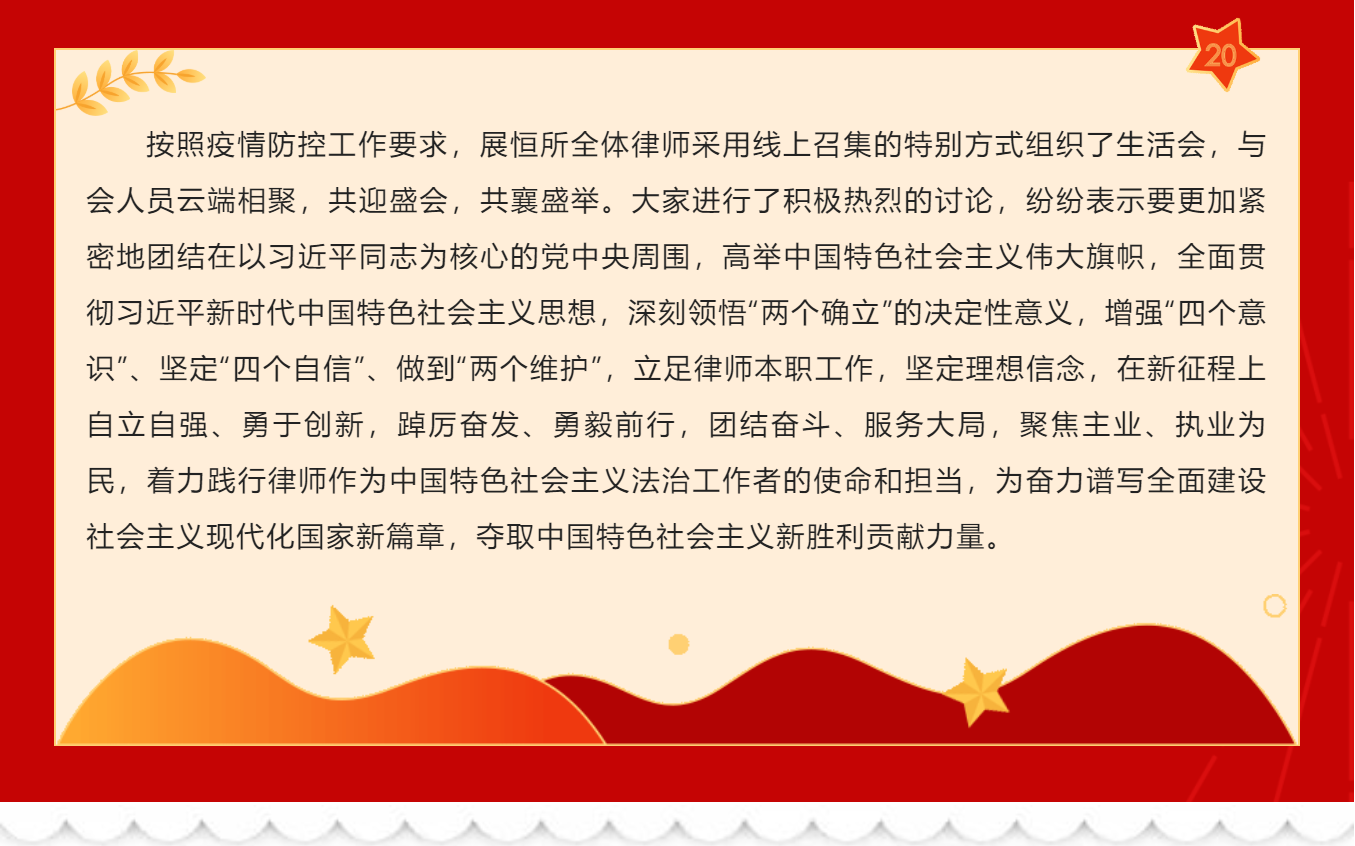 20
按照疫情防控工作要求，展恒所全体律师采用线上召集的特别方式组织了生活会，与
会人员云端相聚，共迎盛会，共襄盛举。大家进行了积极热烈的讨论，纷纷表示要更加紧
密地团结在以习近平同志为核心的党中央周围，高举中国特色社会主义伟大旗帜，全面贯
彻习近平新时代中国特色社会主义思想，深刻领悟“两个确立”的决定性意义，增强“四个意
识”、坚定“四个自信”、做到“两个维护”，立足律师本职工作，坚定理想信念，在新征程上
自立自强、勇于创新，踔厉奋发、勇毅前行，团结奋斗、服务大局，聚焦主业、执业为
民，着力践行律师作为中国特色社会主义法治工作者的使命和担当，为奋力谱写全面建设
社会主义现代化国家新篇章，夺取中国特色社会主义新胜利贡献力量。